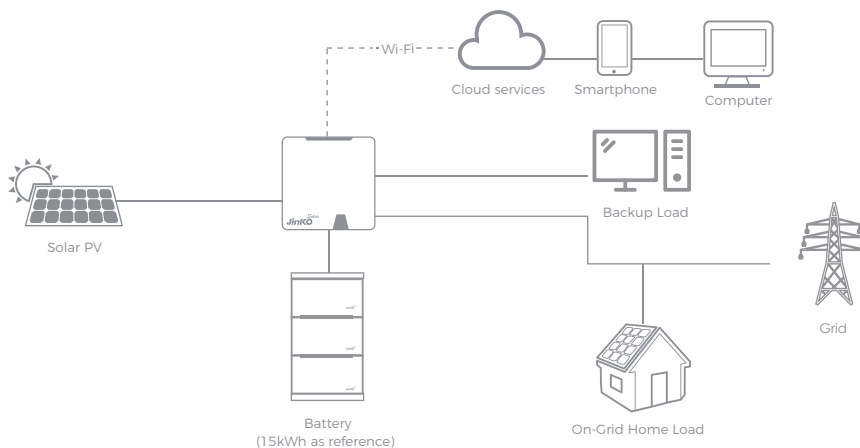 Wi-Fi
Cloud services
Smartphone
Computer
Backup Load
JinKO Solar
Solar PV
Grid
On-Grid Home Load
Battery
(15kWh as reference)